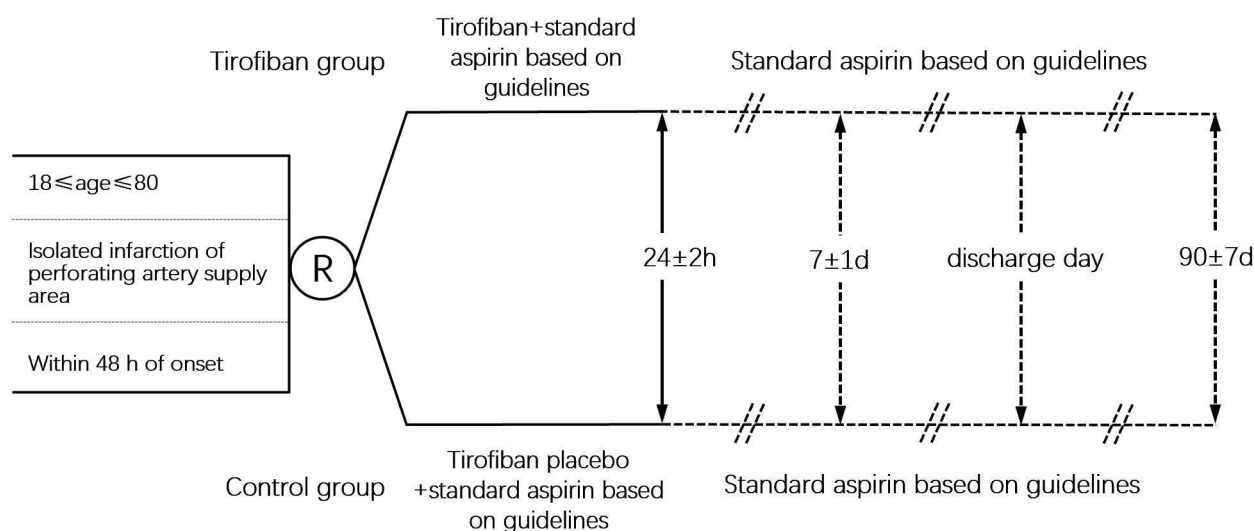 Tirofiban group
Tirofiban+standard
aspirin based on
guidelines
Standard aspirin based on guidelines
18≤age≤80
Isolated infarction of
perforating artery supply
area
Within 48 h of onset
R
24±2h
7±1d
discharge day
90±7d
Control group
Tirofiban placebo
+standard aspirin based
on guidelines
Standard aspirin based on guidelines